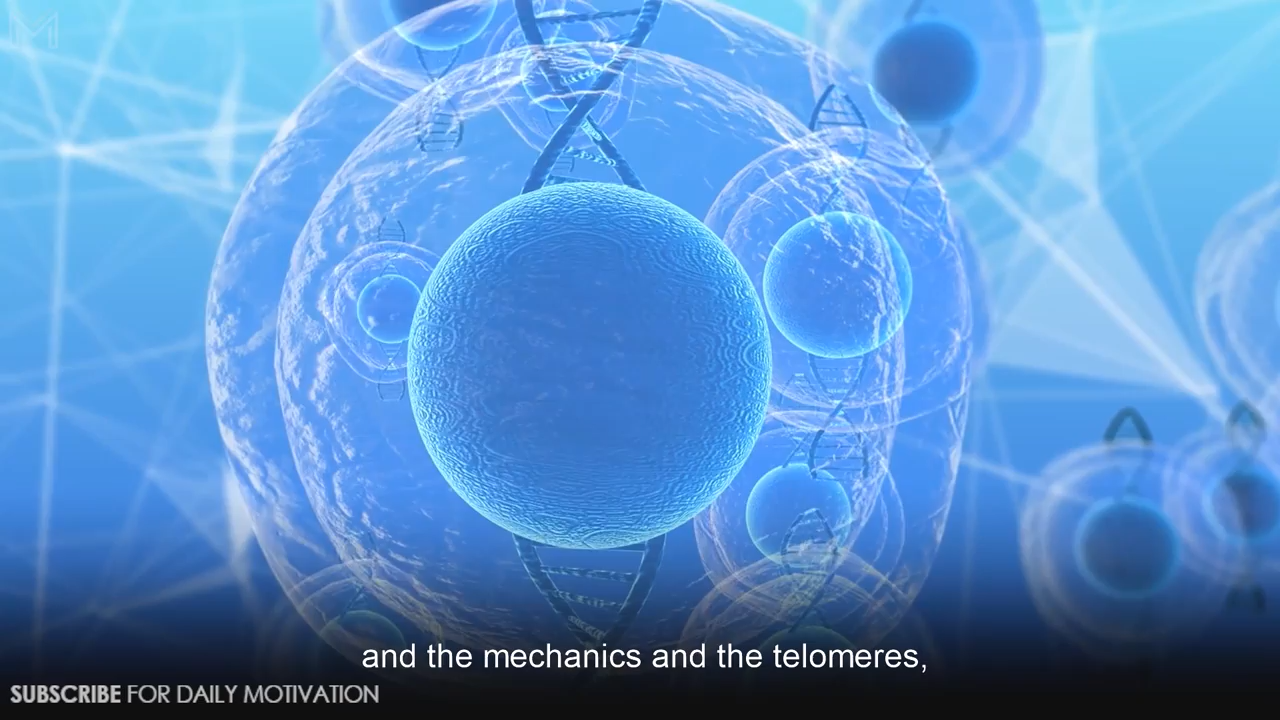 M
and the mechanics and the telomeres,
SUBSCRIBE FOR DAILY MOTIVATION